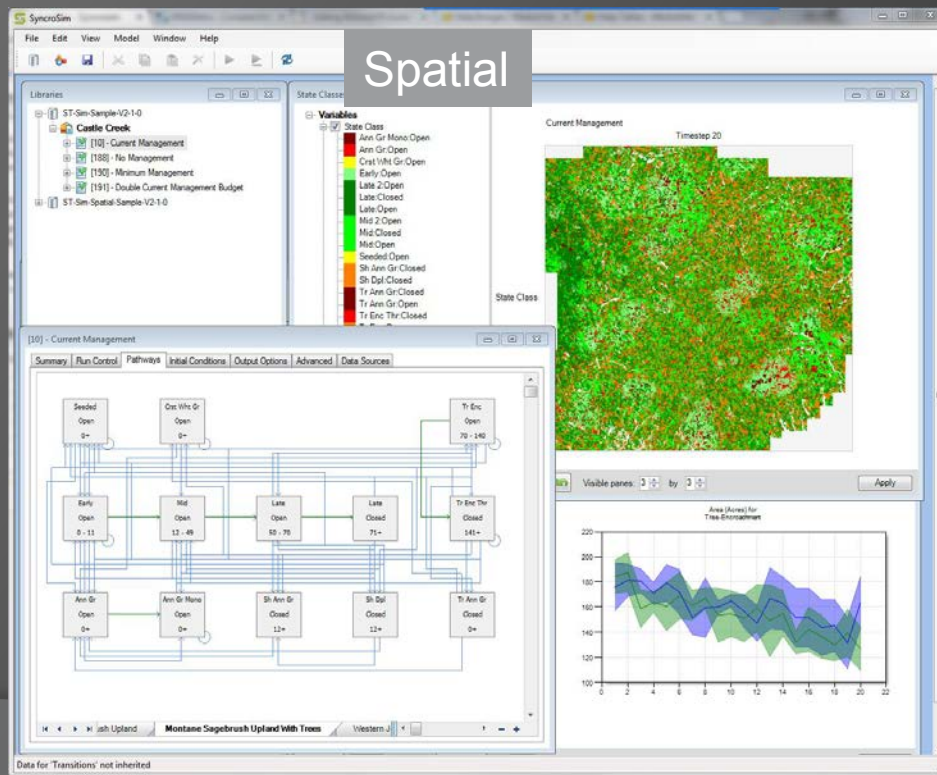 SyncroSim
File Edit View Model Window Help
Spatial
Libraries
ST-Sim-Sample-V2-1-0
Castle Creek
[10] - Current Management
[188] - No Management
[190] - Minimum Management
[191] - Double Current Management Budget
ST-Sim-Spatial-Sample-V2-1-0
State Classes
Variables
State Class
Ann Gr Mono:Open
Ann Gr:Open
Crst Wht Gr:Open
Early:Open
Late 2:Open
Late:Closed
Late:Open
Mid 2:Open
Mid:Closed
Mid:Open
Seeded:Open
Sh Ann Gr:Closed
Sh Dpl:Closed
Tr Ann Gr:Closed
Tr Ann Gr:Open
Tr Enc Thr:Closed
Current Management
Timestep 20
State Class
Visible panes: 3 by 3
Apply
[10] - Current Management
Summary Run Control Pathways Initial Conditions Output Options Advanced Data Sources
Seeded
Open
0+
Crst Wht Gr
Open
0+
Tr Enc
Open
70 - 140
Early
Open
0 - 11
Mid
Open
12 - 49
Late
Open
50 - 70
Late
Closed
71+
Tr Enc Thr
Closed
141+
Ann Gr
Open
0+
Ann Gr Mono
Open
0+
Sh Ann Gr
Closed
12+
Sh Dpl
Closed
12+
Tr Ann Gr
Closed
0+
ush Upland Montane Sagebrush Upland With Trees Western J
Area (Acres) for
Tree-Encroachment
220
200
180
160
140
120
100
0 2 4 6 8 10 12 14 16 18 20 22
Data for 'Transitions' not inherited